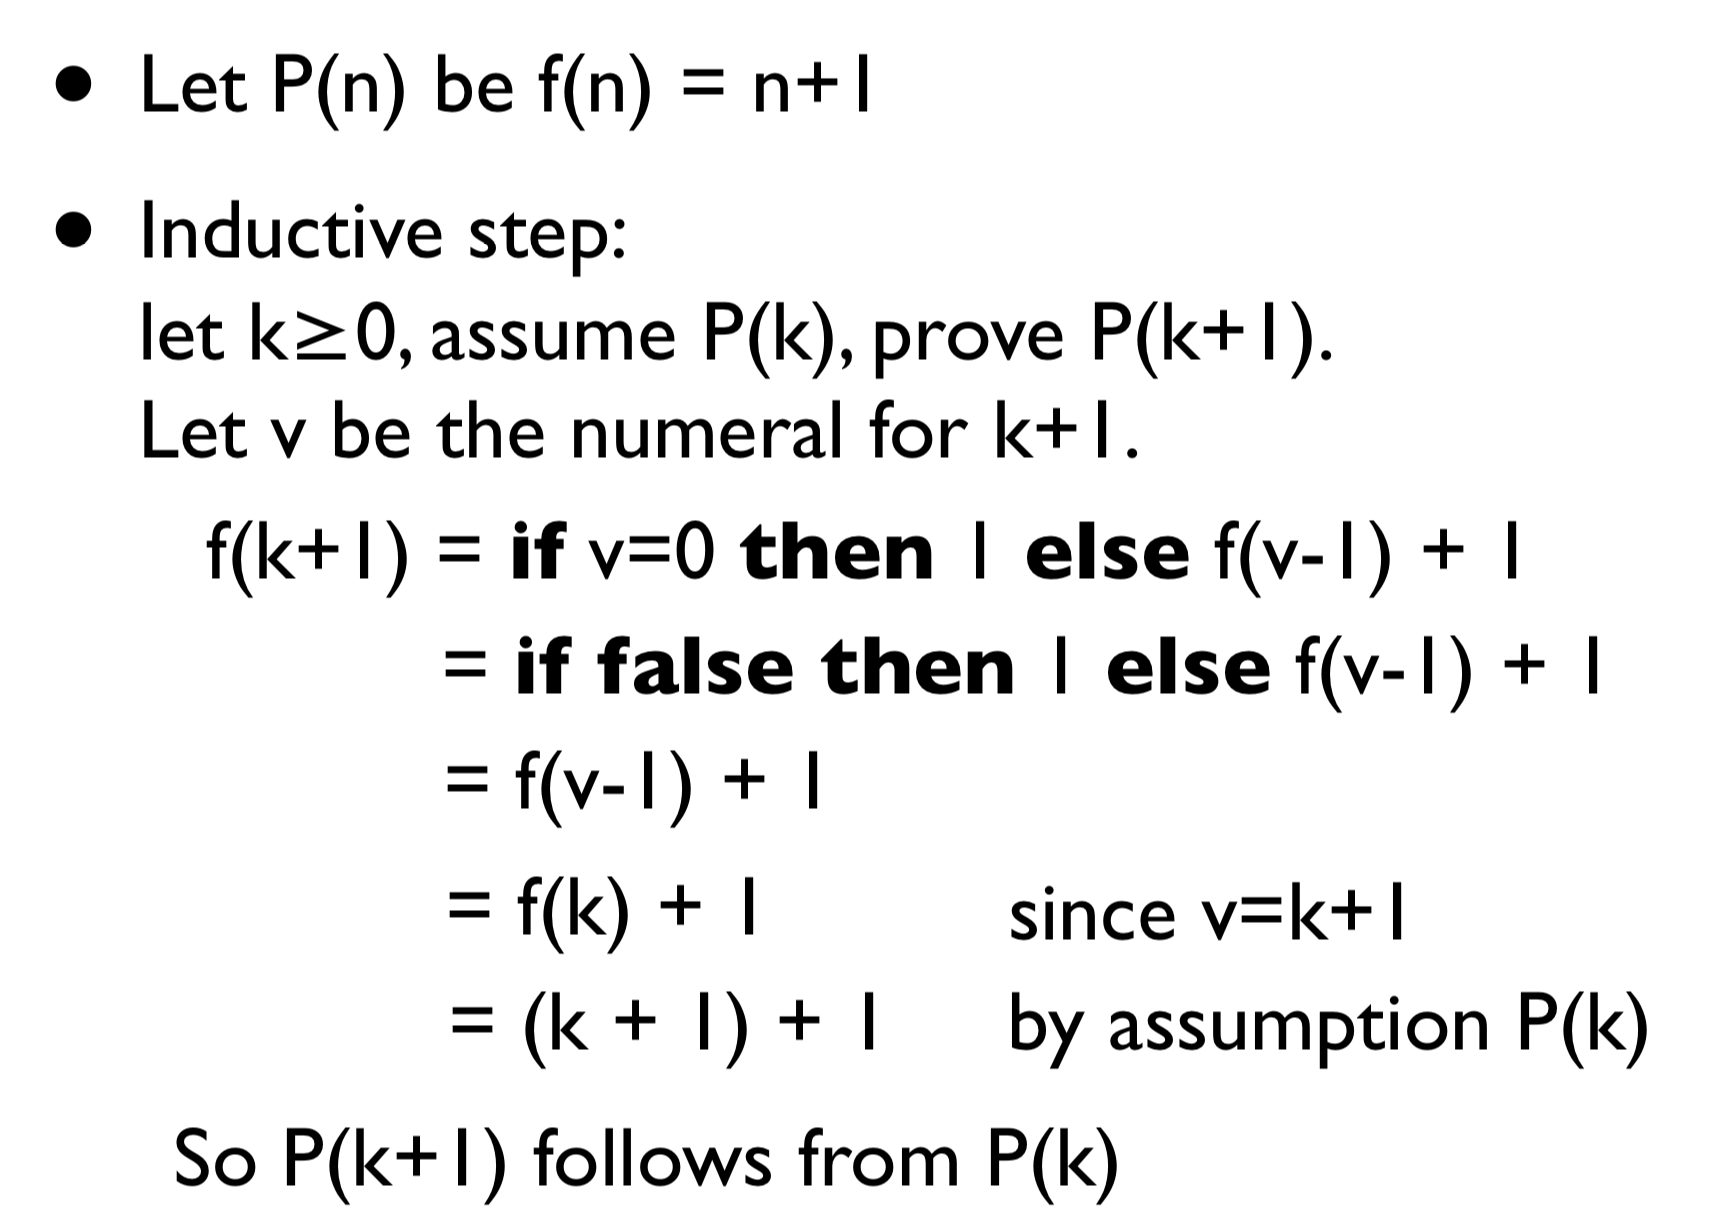 • Let P(n) be f(n) = n+1
• Inductive step:
let k≥0, assume P(k), prove P(k+1).
Let v be the numeral for k+1.
f(k+1) = if v=0 then 1 else f(v-1) + 1
= if false then 1 else f(v-1) + 1
= f(v-1) + 1
= f(k) + 1 since v=k+1
= (k + 1) + 1 by assumption P(k)
So P(k+1) follows from P(k)